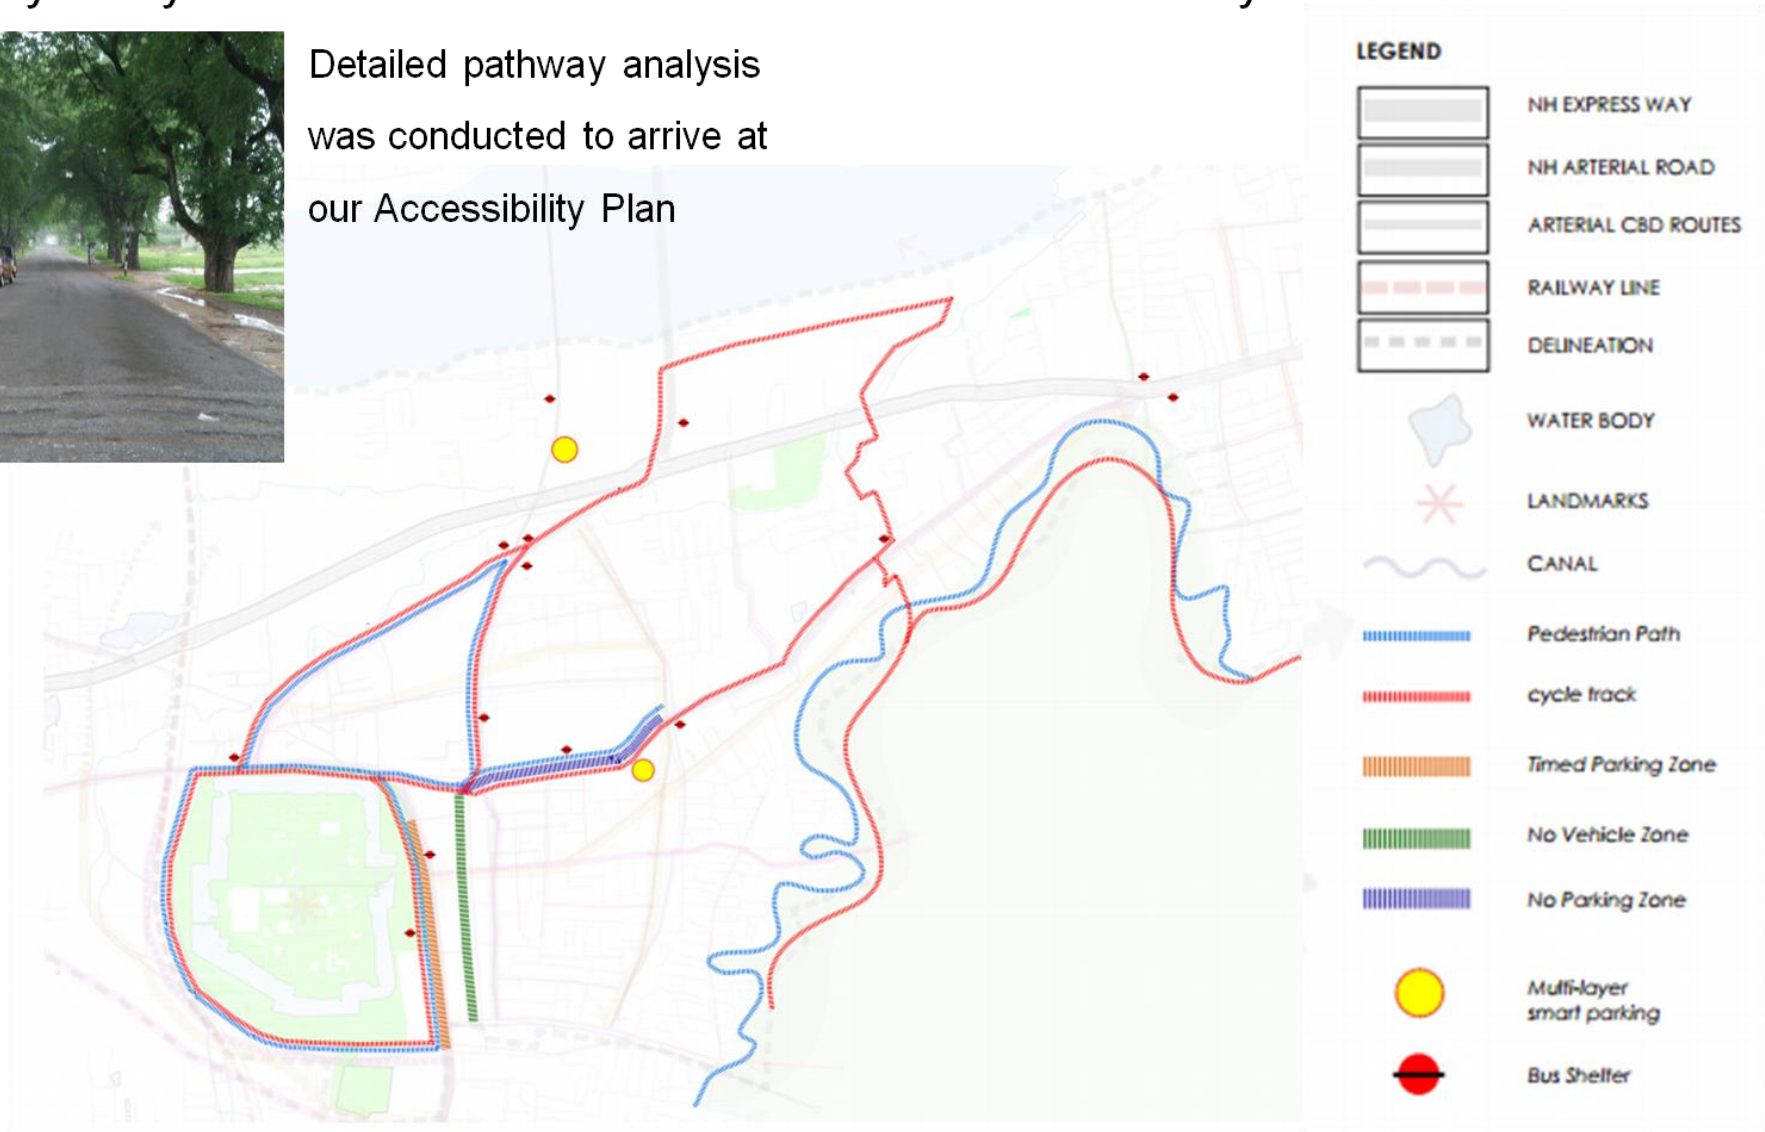 Detailed pathway analysis
was conducted to arrive at
our Accessibility Plan
LEGEND
NH EXPRESS WAY
NH ARTERIAL ROAD
ARTERIAL CBD ROUTES
RAILWAY LINE
DELINEATION
WATER BODY
LANDMARKS
CANAL
Pedestrian Path
cycle track
Timed Parking Zone
No Vehicle Zone
No Parking Zone
Multi-layer
smart parking
Bus Shelter